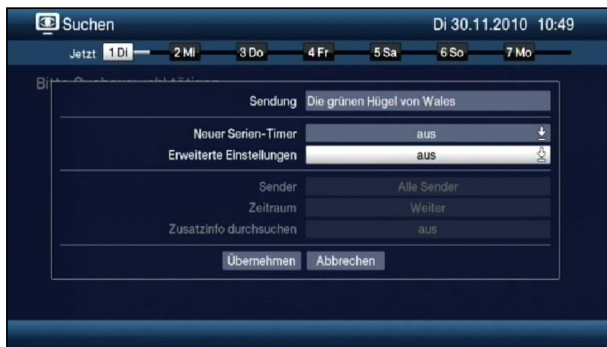 Suchen Di 30.11.2010 10:49
Jetzt 1 Di 2 Mi 3 Do 4 Fr 5 Sa 6 So 7 Mo
Sendung Die grünen Hügel von Wales
Neuer Serien-Timer aus
Erweiterte Einstellungen aus
Sender Alle Sender
Zeitraum Weiter
Zusatzinfo durchsuchen aus
Übernehmen Abbrechen